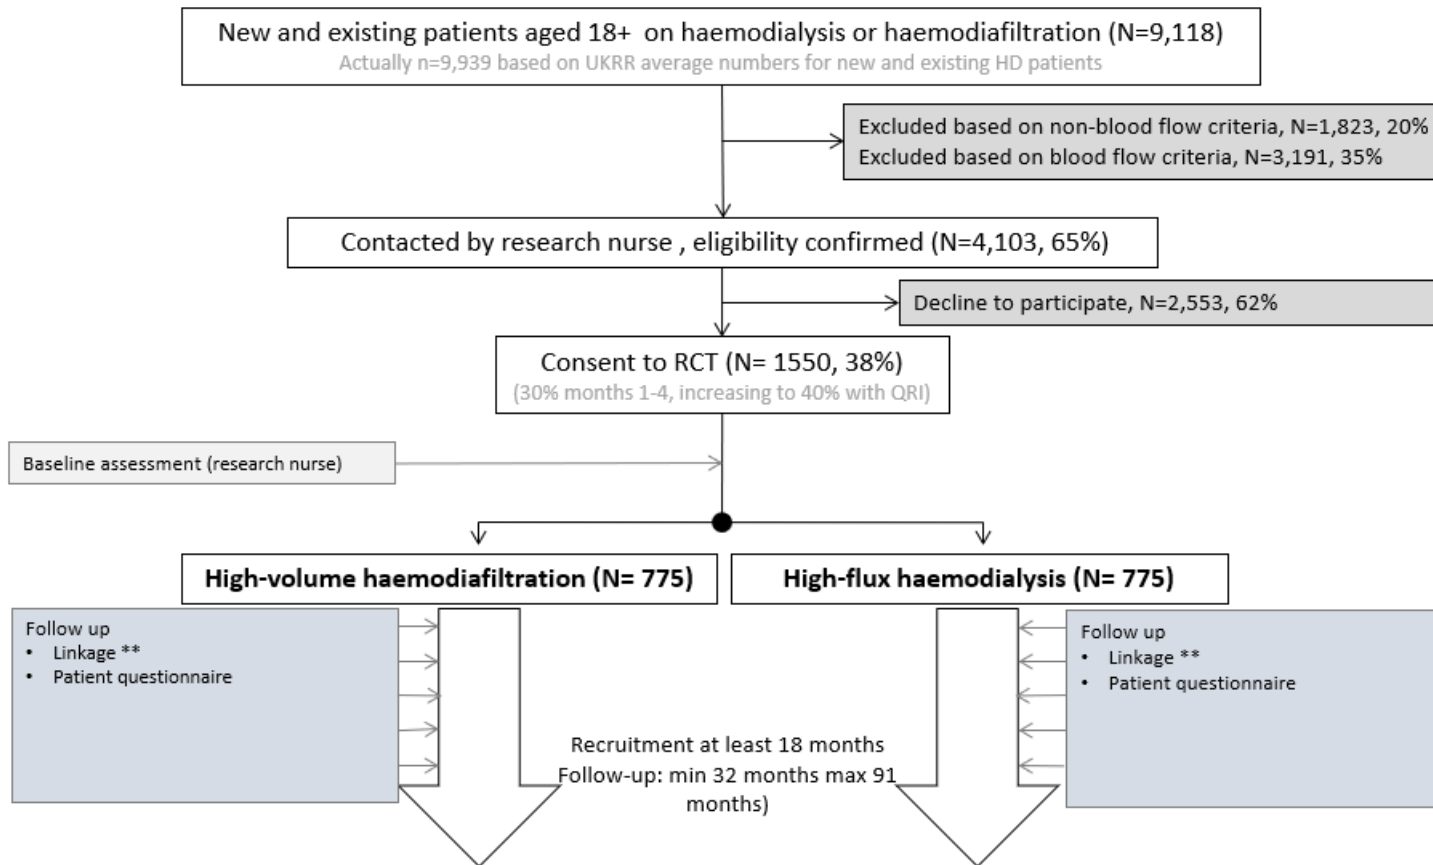 New and existing patients aged 18+ on haemodialysis or haemodiafiltration (N=9,118)
Actually n=9,939 based on UKRR average numbers for new and existing HD patients
Excluded based on non-blood flow criteria, N=1,823, 20%
Excluded based on blood flow criteria, N=3,191, 35%
Contacted by research nurse , eligibility confirmed (N=4,103, 65%)
Decline to participate, N=2,553, 62%
Consent to RCT (N= 1550, 38%)
(30% months 1-4, increasing to 40% with QRI)
Baseline assessment (research nurse)
High-volume haemodiafiltration (N= 775)
High-flux haemodialysis (N= 775)
Follow up
• Linkage **
• Patient questionnaire
Follow up
• Linkage **
• Patient questionnaire
Recruitment at least 18 months
Follow-up: min 32 months max 91
months)